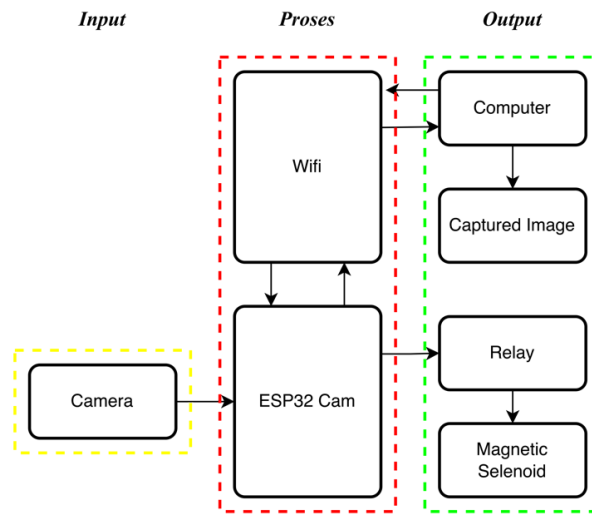 Input
Proses
Output
Wifi
Computer
Captured Image
Camera
ESP32 Cam
Relay
Magnetic
Selenoid